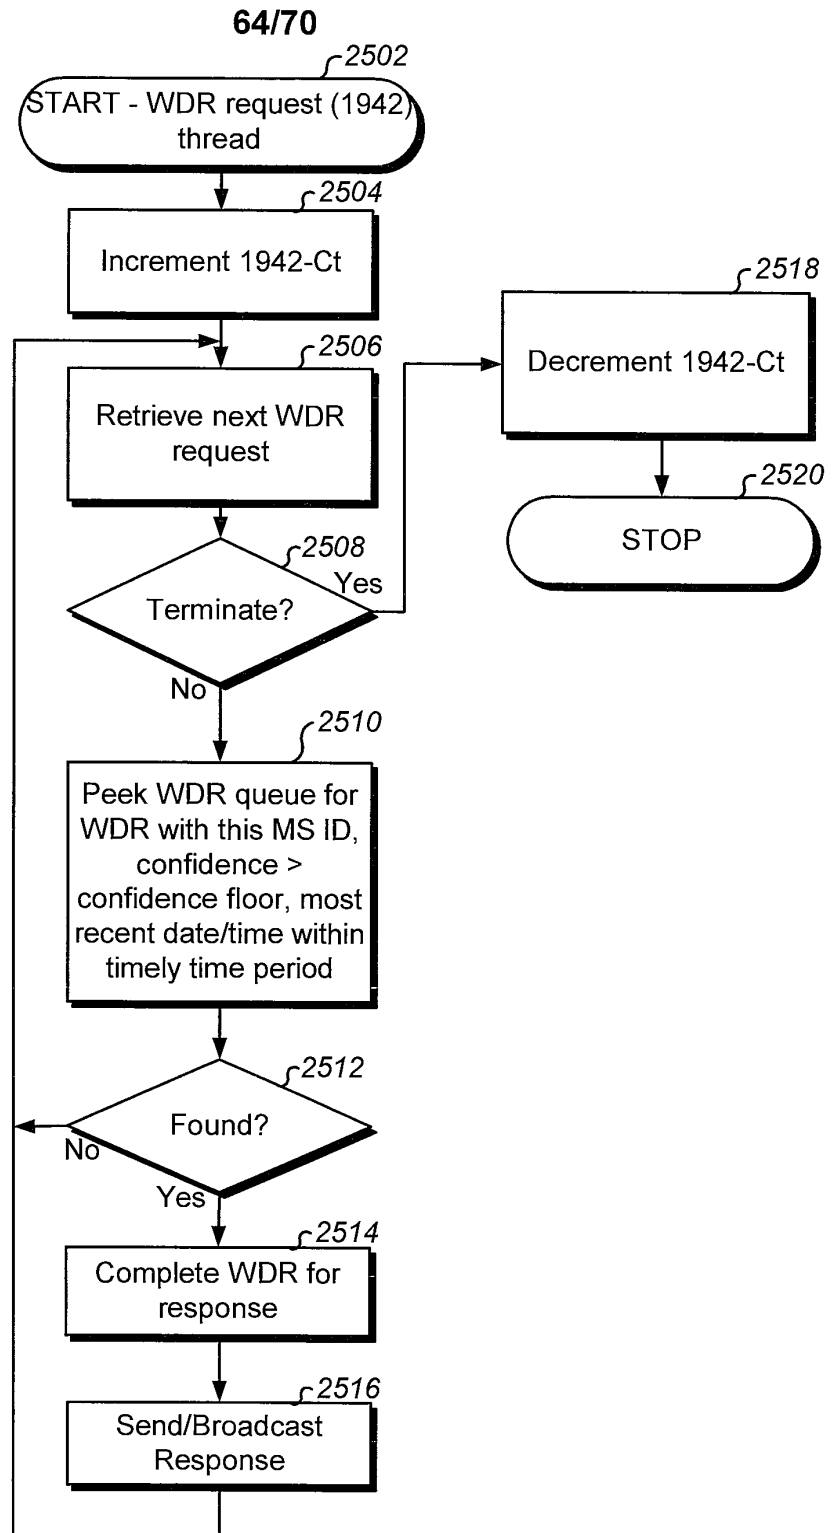 64/70
2502
START - WDR request (1942)
thread
2504
Increment 1942-Ct
2518
Decrement 1942-Ct
2506
Retrieve next WDR
request
2520
STOP
2508
Yes
Terminate?
No
2510
Peek WDR queue for
WDR with this MS ID,
confidence >
confidence floor, most
recent date/time within
timely time period
2512
Found?
No
Yes
2514
Complete WDR for
response
2516
Send/Broadcast
Response